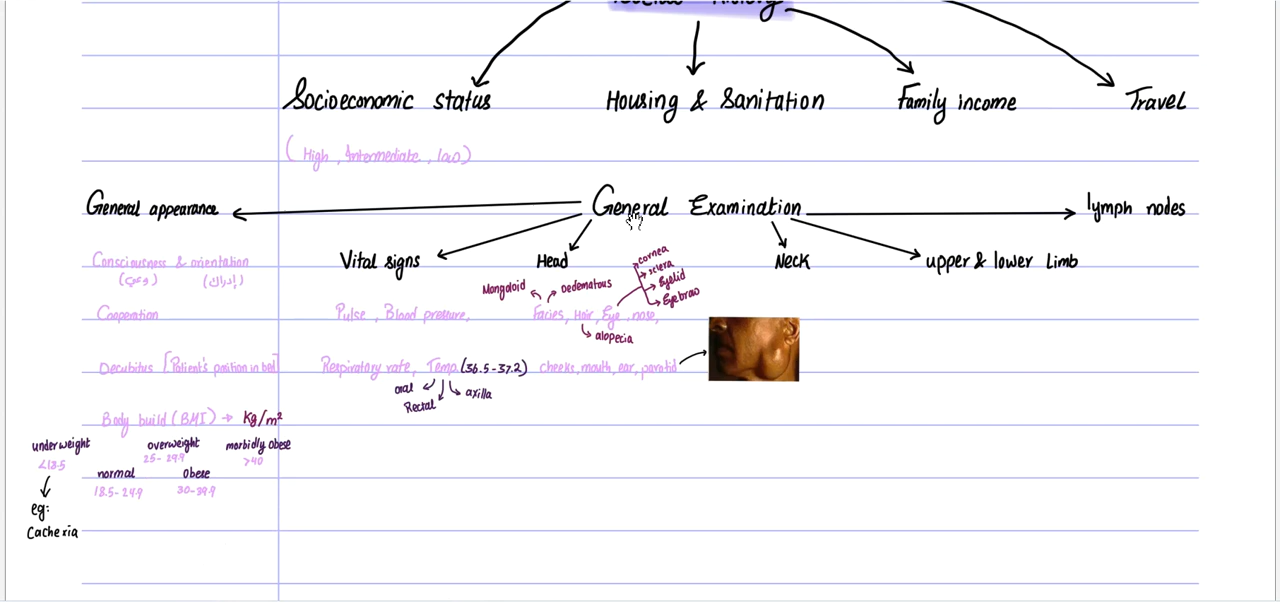 Social History
Socioeconomic status
Housing & Sanitation
Family income
Travel
(High, Intermediate, low)
General appearance
General Examination
lymph nodes
Vital signs
Head
Neck
upper & lower Limb
Consciousness & orientation
(وعي) (إدراك)
Cooperation
Decubitus [Patient's position in bed]
Body build (BMI) → Kg/m²
underweight
<18.5
overweight
25-29.9
morbidly obese
>40
normal
18.5-24.9
Obese
30-39.9
eg:
Cachexia
Pulse, Blood pressure,
Respiratory rate, Temp. (36.5-37.2)
oral
Rectal
axilla
Mongoloid
Oedematous
cornea
sclera
Eyelid
Eyebrow
Facies, Hair, Eye, nose,
alopecia
cheeks, mouth, ear, parotid